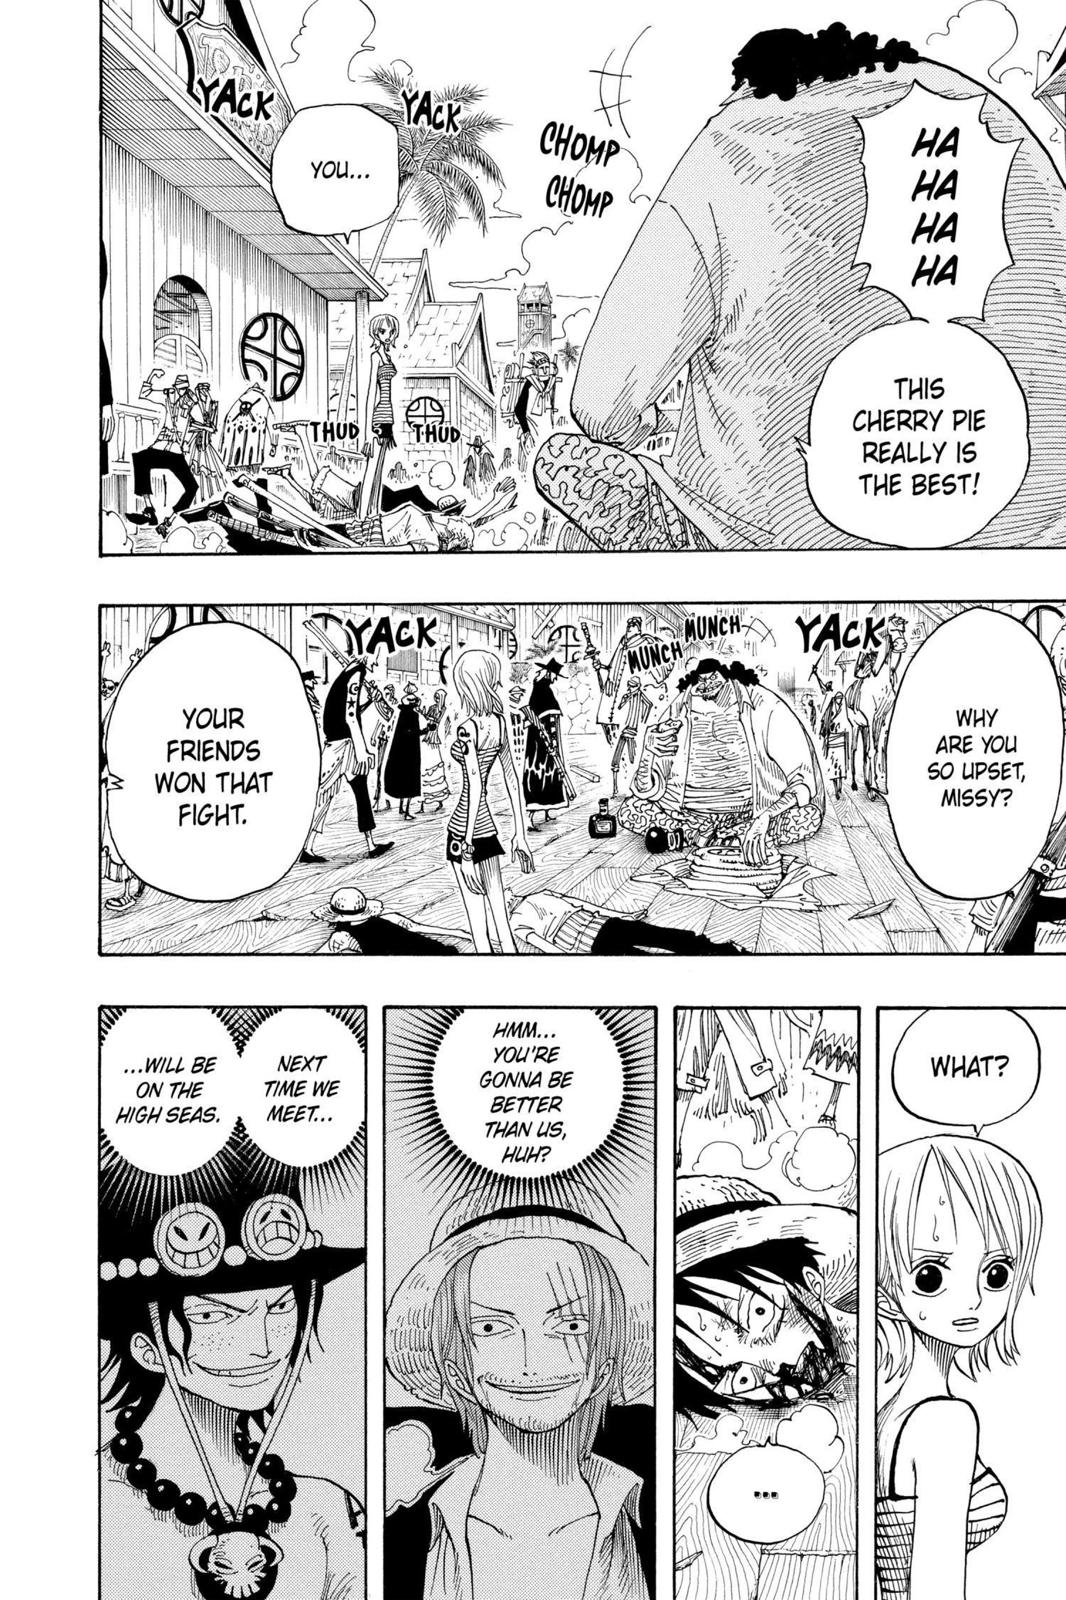 HA
HA
HA
HA
THIS
CHERRY PIE
REALLY IS
THE BEST!
CHOMP
CHOMP
YACK
YOU...
YACK
THUD
THUD
WHY
ARE YOU
SO UPSET,
MISSY?
YACK
MUNCH
MUNCH
YACK
YOUR
FRIENDS
WON THAT
FIGHT.
WHAT?
...
HMM...
YOU'RE
GONNA BE
BETTER
THAN US,
HUH?
NEXT
TIME WE
MEET...
...WILL BE
ON THE
HIGH SEAS.